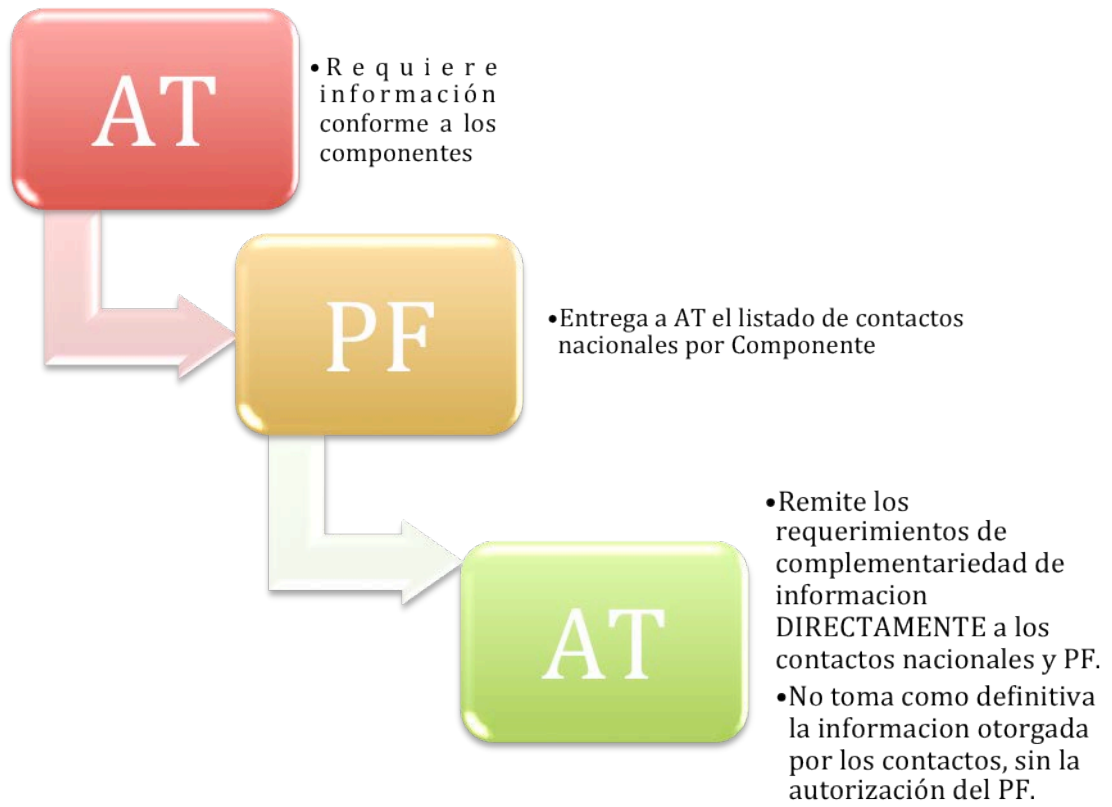 AT
•Requiere
información
conforme a los
componentes
PF
•Entrega a AT el listado de contactos
nacionales por Componente
AT
•Remite los
requerimientos de
complementariedad de
informacion
DIRECTAMENTE a los
contactos nacionales y PF.
•No toma como definitiva
la informacion otorgada
por los contactos, sin la
autorización del PF.